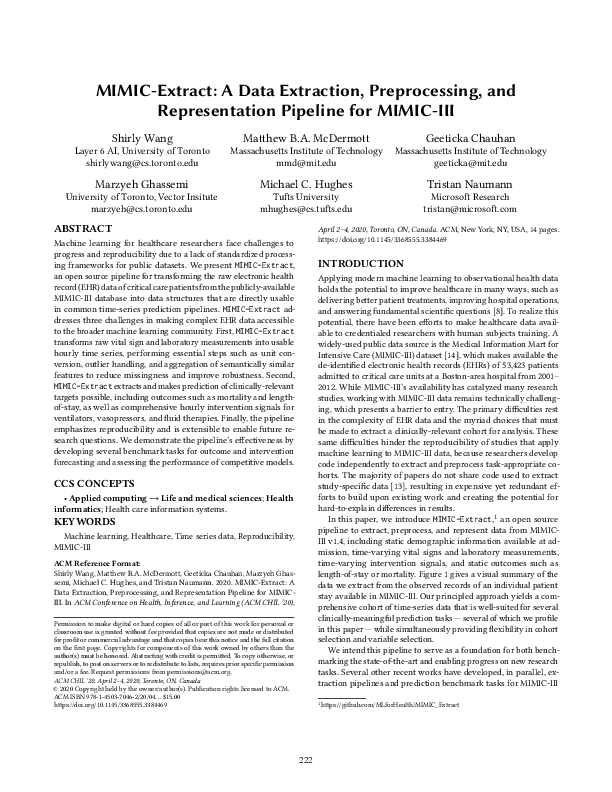 MIMIC-Extract: A Data Extraction, Preprocessing, and
Representation Pipeline for MIMIC-III
Shirly Wang
Layer 6 AI, University of Toronto
shirlywang@cs.toronto.edu
Matthew B.A. McDermott
Massachusetts Institute of Technology
mmd@mit.edu
Geeticka Chauhan
Massachusetts Institute of Technology
geeticka@mit.edu
Marzyeh Ghassemi
University of Toronto, Vector Insitute
marzyeh@cs.toronto.edu
Michael C. Hughes
Tufts University
mhughes@cs.tufts.edu
Tristan Naumann
Microsoft Research
tristan@microsoft.com
ABSTRACT
Machine learning for healthcare researchers face challenges to
progress and reproducibility due to a lack of standardized process-
ing frameworks for public datasets. We present MIMIC-Extract,
an open source pipeline for transforming the raw electronic health
record (EHR) data of critical care patients from the publicly-available
MIMIC-III database into data structures that are directly usable
in common time-series prediction pipelines. MIMIC-Extract ad-
dresses three challenges in making complex EHR data accessible
to the broader machine learning community. First, MIMIC-Extract
transforms raw vital sign and laboratory measurements into usable
hourly time series, performing essential steps such as unit con-
version, outlier handling, and aggregation of semantically similar
features to reduce missingness and improve robustness. Second,
MIMIC-Extract extracts and makes prediction of clinically-relevant
targets possible, including outcomes such as mortality and length-
of-stay, as well as comprehensive hourly intervention signals for
ventilators, vasopressors, and fluid therapies. Finally, the pipeline
emphasizes reproducibility and is extensible to enable future re-
search questions. We demonstrate the pipeline's effectiveness by
developing several benchmark tasks for outcome and intervention
forecasting and assessing the performance of competitive models.
CCS CONCEPTS
• Applied computing → Life and medical sciences; Health
informatics; Health care information systems.
KEYWORDS
Machine learning, Healthcare, Time series data, Reproducibility,
MIMIC-III
ACM Reference Format:
Shirly Wang, Matthew B.A. McDermott, Geeticka Chauhan, Marzyeh Ghas-
semi, Michael C. Hughes, and Tristan Naumann. 2020. MIMIC-Extract: A
Data Extraction, Preprocessing, and Representation Pipeline for MIMIC-
III. In ACM Conference on Health, Inference, and Learning (ACM CHIL '20),
Permission to make digital or hard copies of all or part of this work for personal or
classroom use is granted without fee provided that copies are not made or distributed
for profit or commercial advantage and that copies bear this notice and the full citation
on the first page. Copyrights for components of this work owned by others than the
author(s) must be honored. Abstracting with credit is permitted. To copy otherwise, or
republish, to post on servers or to redistribute to lists, requires prior specific permission
and/or a fee. Request permissions from permissions@acm.org.
ACM CHIL '20, April 2–4, 2020, Toronto, ON, Canada
© 2020 Copyright held by the owner/author(s). Publication rights licensed to ACM.
ACM ISBN 978-1-4503-7046-2/20/04...$15.00
https://doi.org/10.1145/3368555.3384469
April 2–4, 2020, Toronto, ON, Canada. ACM, New York, NY, USA, 14 pages.
https://doi.org/10.1145/3368555.3384469
INTRODUCTION
Applying modern machine learning to observational health data
holds the potential to improve healthcare in many ways, such as
delivering better patient treatments, improving hospital operations,
and answering fundamental scientific questions [8]. To realize this
potential, there have been efforts to make healthcare data avail-
able to credentialed researchers with human subjects training. A
widely-used public data source is the Medical Information Mart for
Intensive Care (MIMIC-III) dataset [14], which makes available the
de-identified electronic health records (EHRs) of 53,423 patients
admitted to critical care units at a Boston-area hospital from 2001–
2012. While MIMIC-III's availability has catalyzed many research
studies, working with MIMIC-III data remains technically challeng-
ing, which presents a barrier to entry. The primary difficulties rest
in the complexity of EHR data and the myriad choices that must
be made to extract a clinically-relevant cohort for analysis. These
same difficulties hinder the reproducibility of studies that apply
machine learning to MIMIC-III data, because researchers develop
code independently to extract and preprocess task-appropriate co-
horts. The majority of papers do not share code used to extract
study-specific data [13], resulting in expensive yet redundant ef-
forts to build upon existing work and creating the potential for
hard-to-explain differences in results.
In this paper, we introduce MIMIC-Extract,¹ an open source
pipeline to extract, preprocess, and represent data from MIMIC-
III v1.4, including static demographic information available at ad-
mission, time-varying vital signs and laboratory measurements,
time-varying intervention signals, and static outcomes such as
length-of-stay or mortality. Figure 1 gives a visual summary of the
data we extract from the observed records of an individual patient
stay available in MIMIC-III. Our principled approach yields a com-
prehensive cohort of time-series data that is well-suited for several
clinically-meaningful prediction tasks – several of which we profile
in this paper – while simultaneously providing flexibility in cohort
selection and variable selection.
We intend this pipeline to serve as a foundation for both bench-
marking the state-of-the-art and enabling progress on new research
tasks. Several other recent works have developed, in parallel, ex-
traction pipelines and prediction benchmark tasks for MIMIC-III
¹https://github.com/MLforHealth/MIMIC_Extract
222